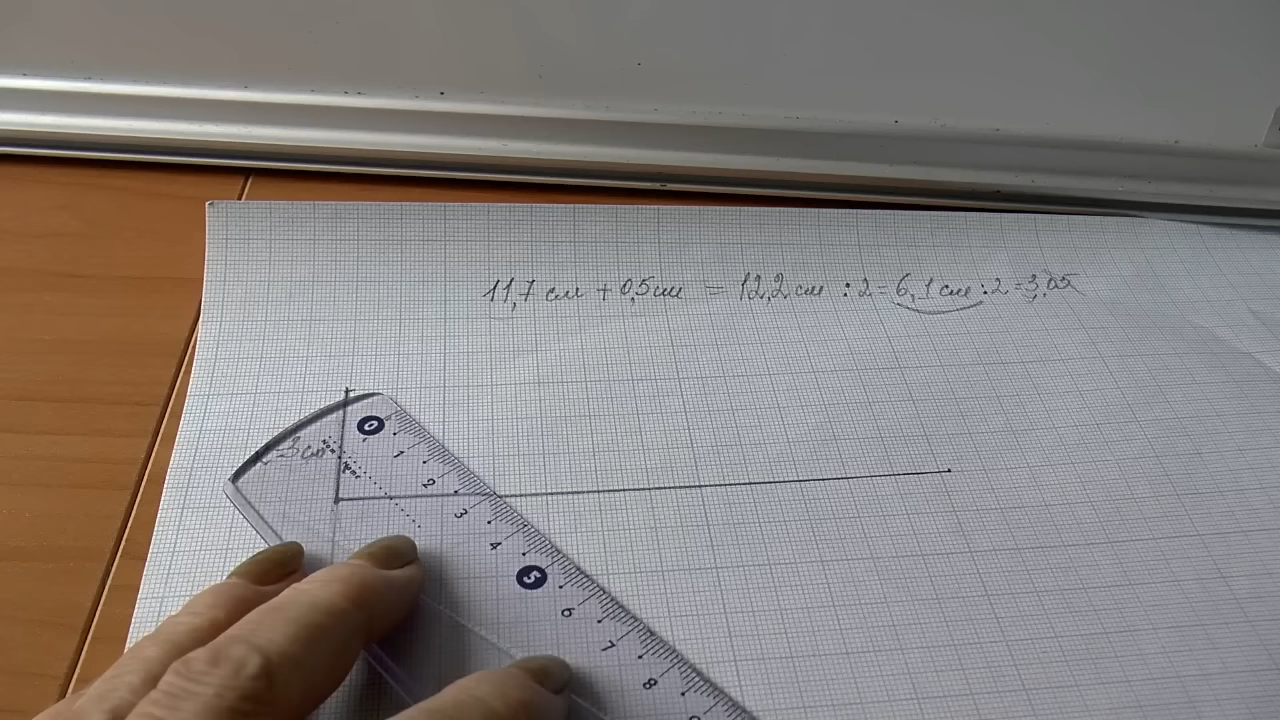 11,7 см + 0,5 см = 12,2 см : 2 = 6,1 см : 2 = 3,05
3 см
0 1 2 3 4 5 6 7 8 9